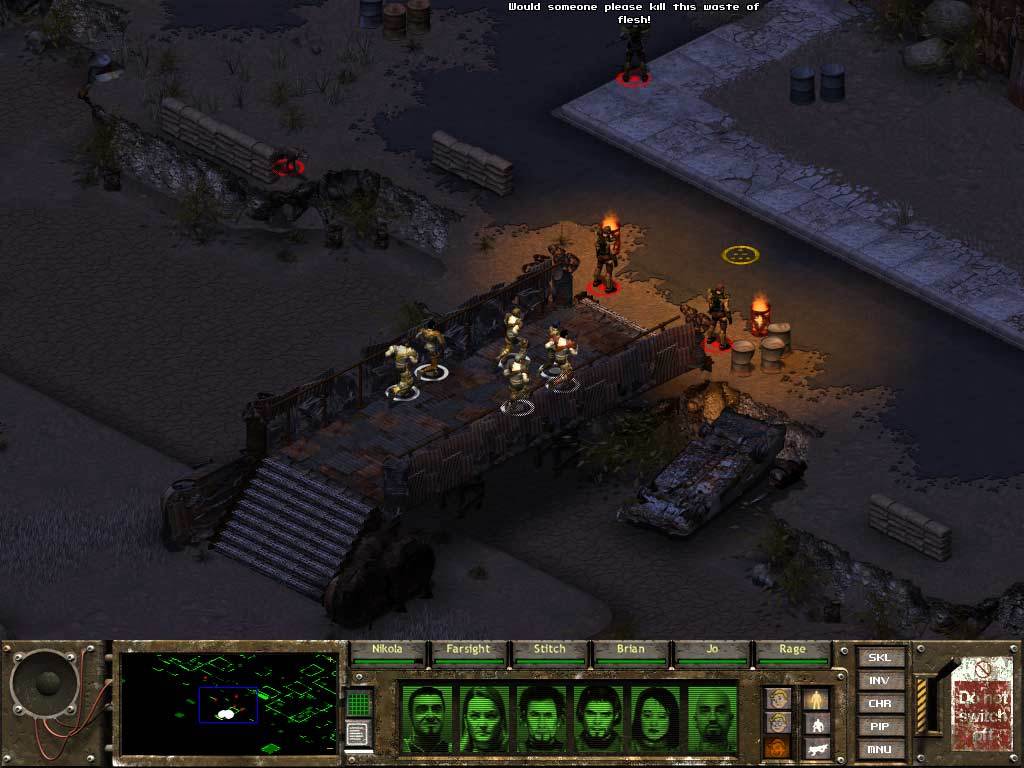 Would someone please kill this waste of
flesh!
Nikola Farsight Stitch Brian Jo Rage
SKL
INV
CHR
PIP
MNU
Do not
switch
off